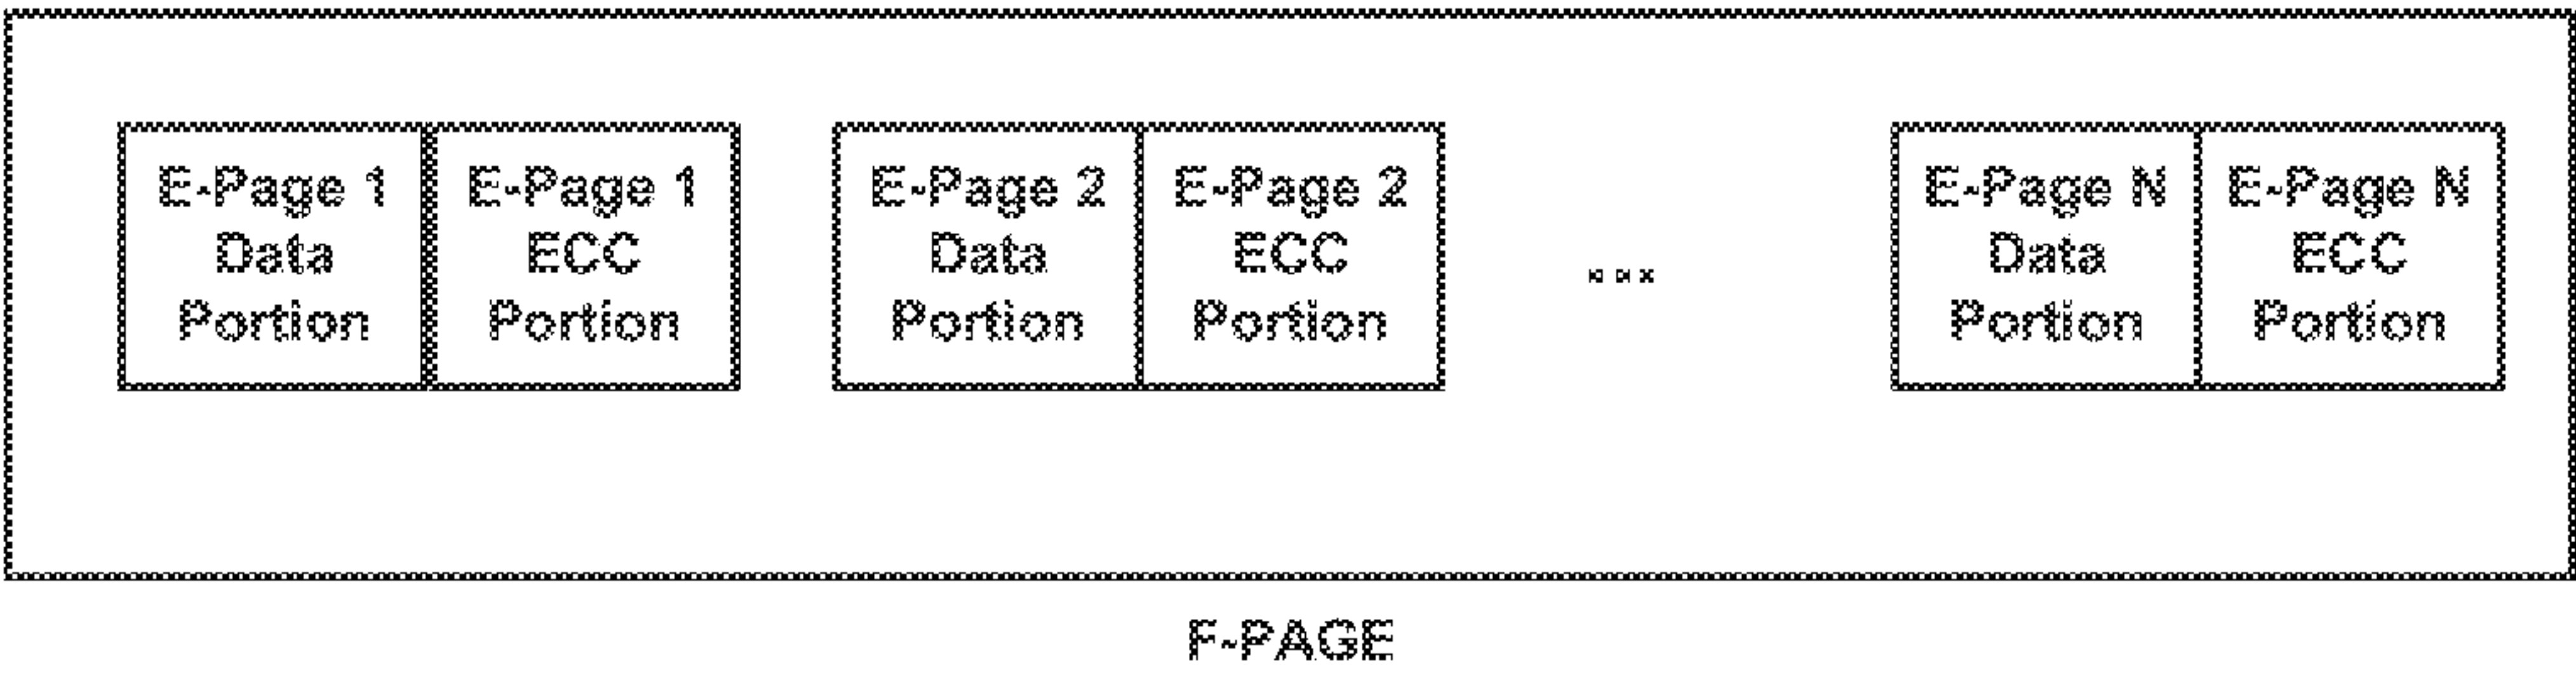 E-Page 1
Data
Portion
E-Page 1
ECC
Portion
E-Page 2
Data
Portion
E-Page 2
ECC
Portion
...
E-Page N
Data
Portion
E-Page N
ECC
Portion
F-PAGE